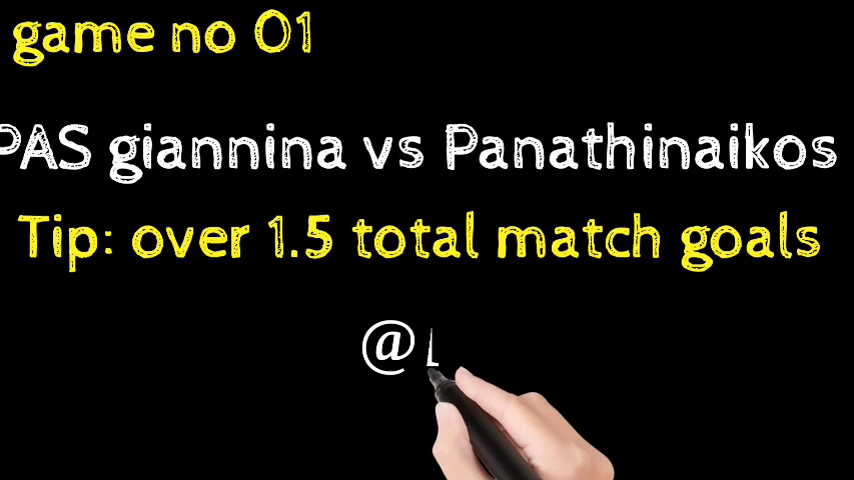 game no 01
PAS giannina vs Panathinaikos
Tip: over 1.5 total match goals
@